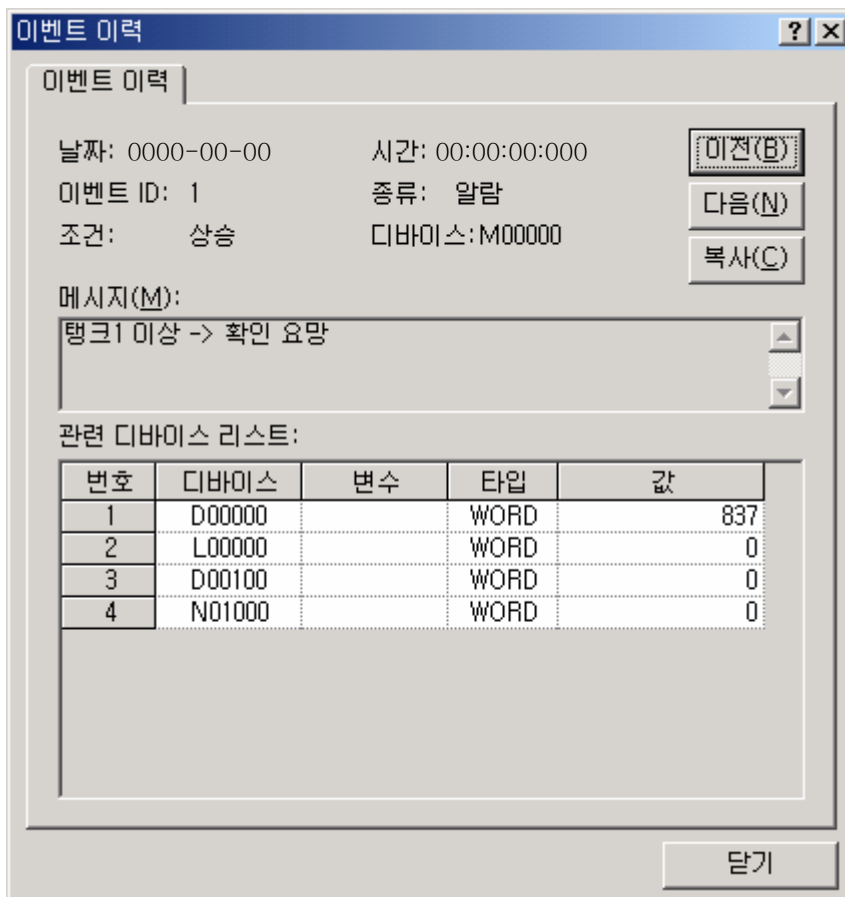 이벤트 이력
이벤트 이력
날짜: 0000-00-00 시간: 00:00:00:000 이전(B)
이벤트 ID: 1 종류: 알람 다음(N)
조건: 상승 디바이스: M00000 복사(C)
메시지(M):
탱크1 이상 -> 확인 요망
관련 디바이스 리스트:
번호 디바이스 변수 타입 값
1 D00000 WORD 837
2 L00000 WORD 0
3 D00100 WORD 0
4 N01000 WORD 0
닫기